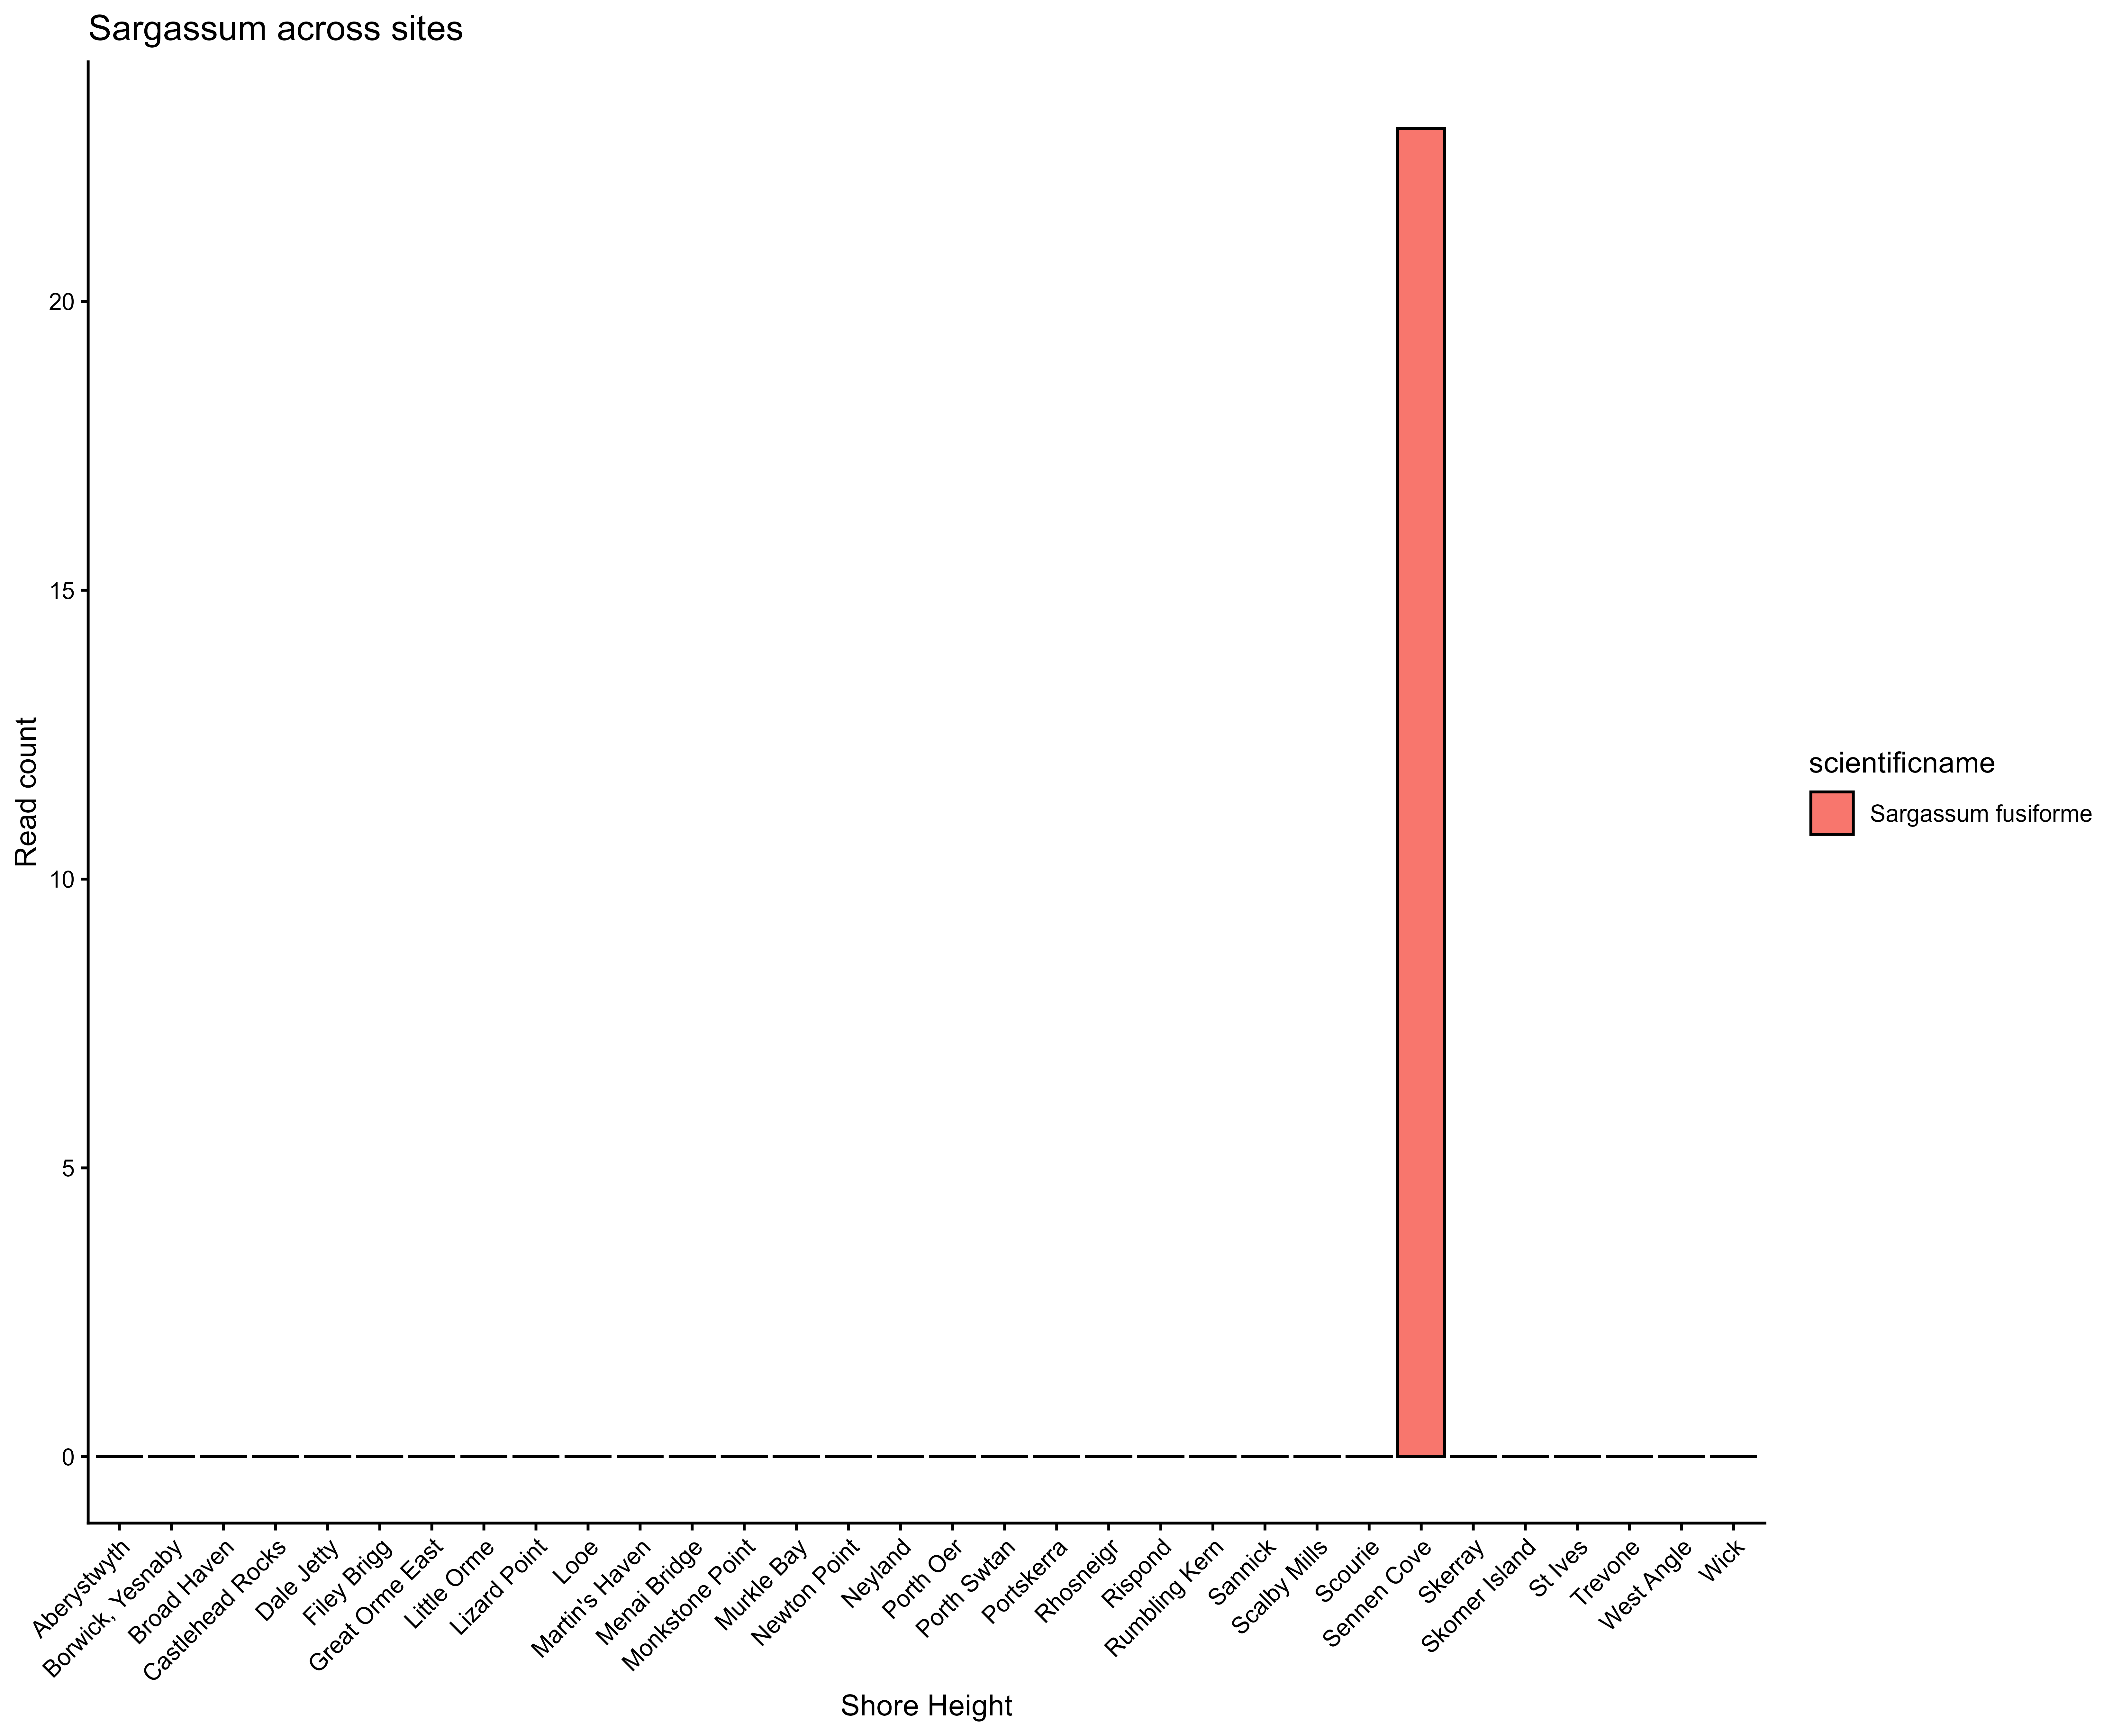 Sargassum across sites
Read count
20
15
10
5
0
Aberystwyth
Borwick, Yesnaby
Broad Haven
Castlehead Rocks
Dale Jetty
Filey Brigg
Great Orme East
Little Orme
Lizard Point
Looe
Martin's Haven
Menai Bridge
Monkstone Point
Murkle Bay
Newton Point
Neyland
Porth Oer
Porth Swtan
Portskerra
Rhosneigr
Rispond
Rumbling Kern
Sannick
Scalby Mills
Scourie
Sennen Cove
Skerray
Skomer Island
St Ives
Trevone
West Angle
Wick
Shore Height
scientificname
Sargassum fusiforme